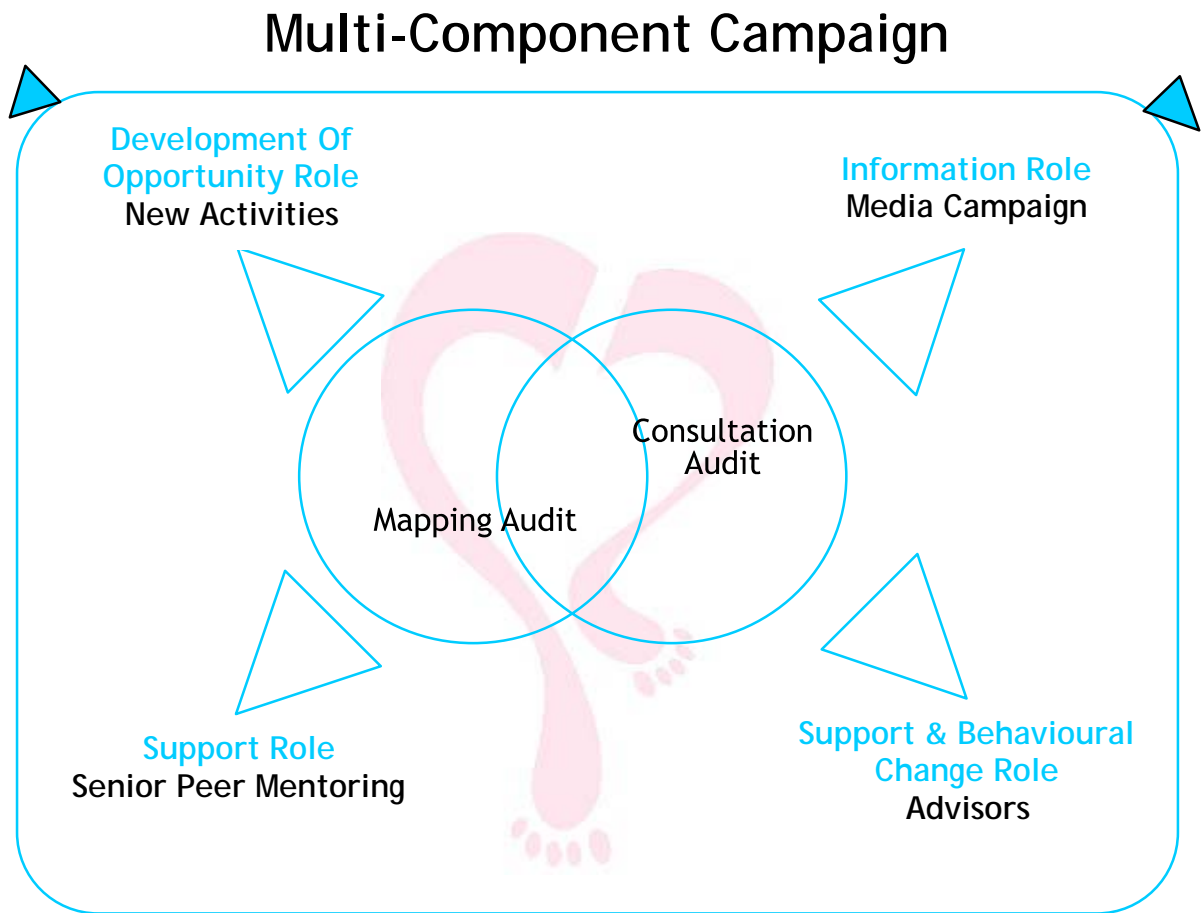 Multi-Component Campaign
Development Of
Opportunity Role
New Activities
Information Role
Media Campaign
Consultation
Audit
Mapping Audit
Support Role
Senior Peer Mentoring
Support & Behavioural
Change Role
Advisors